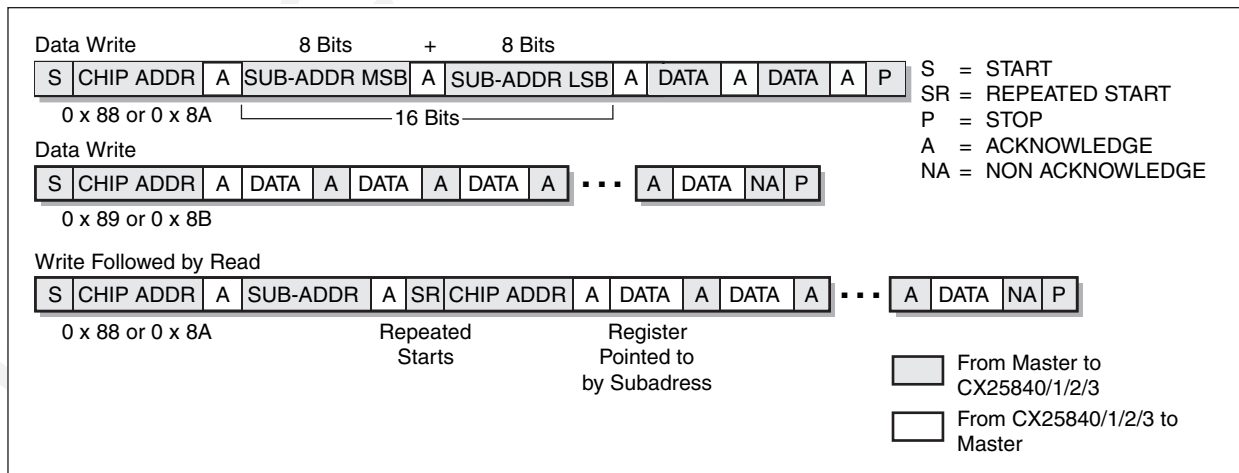 Data Write 8 Bits + 8 Bits
S CHIP ADDR A SUB-ADDR MSB A SUB-ADDR LSB A DATA A DATA A P
0 x 88 or 0 x 8A 16 Bits
S = START
SR = REPEATED START
P = STOP
A = ACKNOWLEDGE
NA = NON ACKNOWLEDGE
Data Write
S CHIP ADDR A DATA A DATA A DATA A ... A DATA NA P
0 x 89 or 0 x 8B
Write Followed by Read
S CHIP ADDR A SUB-ADDR A SR CHIP ADDR A DATA A DATA A ... A DATA NA P
0 x 88 or 0 x 8A
Repeated
Starts
Register
Pointed to
by Subadress
From Master to
CX25840/1/2/3
From CX25840/1/2/3 to
Master